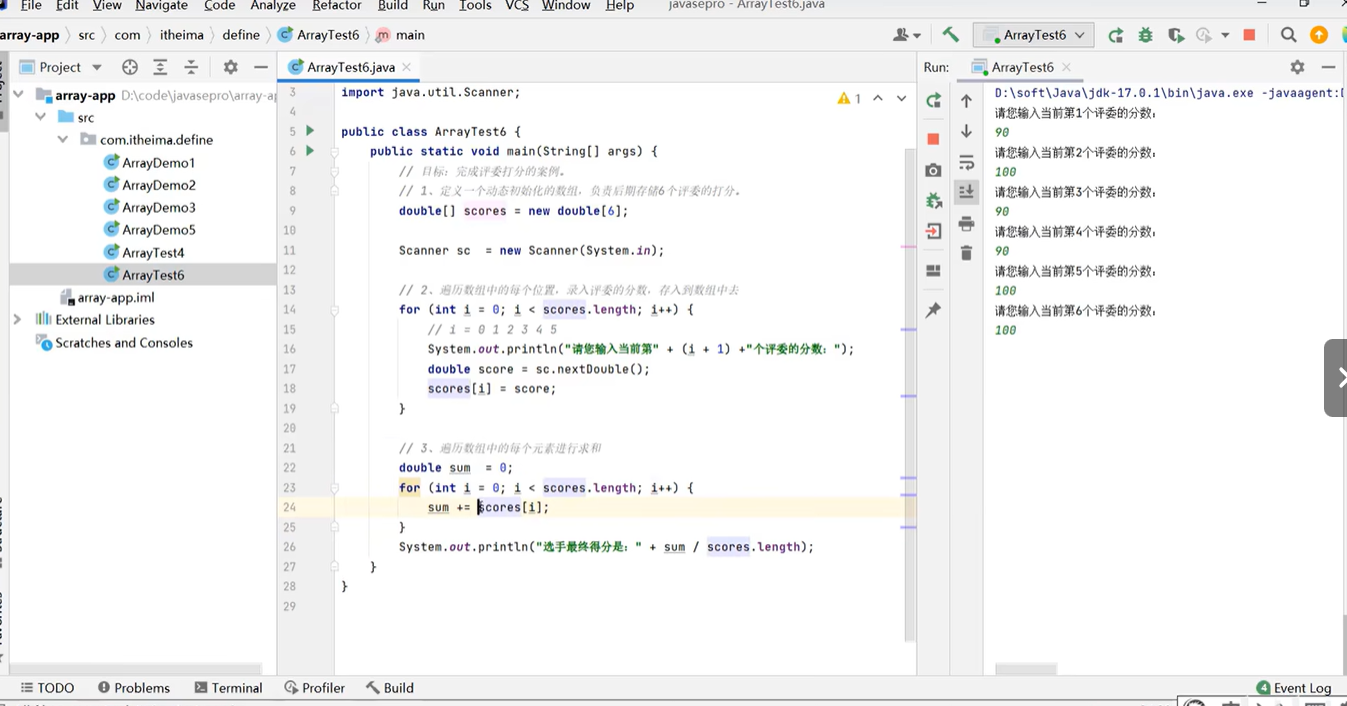 File Edit View Navigate Code Analyze Refactor Build Run Tools VCS Window Help javasepro - ArrayTest6.java
array-app src com itheima define ArrayTest6 main
ArrayTest6
Project
ArrayTest6.java
Run: ArrayTest6
array-app D:\code\javasepro\array-ap
src
com.itheima.define
ArrayDemo1
ArrayDemo2
ArrayDemo3
ArrayDemo5
ArrayTest4
ArrayTest6
array-app.iml
External Libraries
Scratches and Consoles
1
3 import java.util.Scanner;
4
5 public class ArrayTest6 {
6 public static void main(String[] args) {
7 // 目标：完成评委打分的案例。
8 // 1、定义一个动态初始化的数组，负责后期存储6个评委的打分。
9 double[] scores = new double[6];
10
11 Scanner sc  = new Scanner(System.in);
12
13 // 2、遍历数组中的每个位置，录入评委的分数，存入到数组中去
14 for (int i = 0; i < scores.length; i++) {
15 // i = 0 1 2 3 4 5
16 System.out.println("请您输入当前第" + (i + 1) +"个评委的分数：");
17 double score = sc.nextDouble();
18 scores[i] = score;
19 }
20
21 // 3、遍历数组中的每个元素进行求和
22 double sum  = 0;
23 for (int i = 0; i < scores.length; i++) {
24 sum += scores[i];
25 }
26 System.out.println("选手最终得分是：" + sum / scores.length);
27 }
28 }
29
D:\soft\Java\jdk-17.0.1\bin\java.exe -javaagent:D
请您输入当前第1个评委的分数：
90
请您输入当前第2个评委的分数：
100
请您输入当前第3个评委的分数：
90
请您输入当前第4个评委的分数：
90
请您输入当前第5个评委的分数：
100
请您输入当前第6个评委的分数：
100
TODO Problems Terminal Profiler Build 4 Event Log